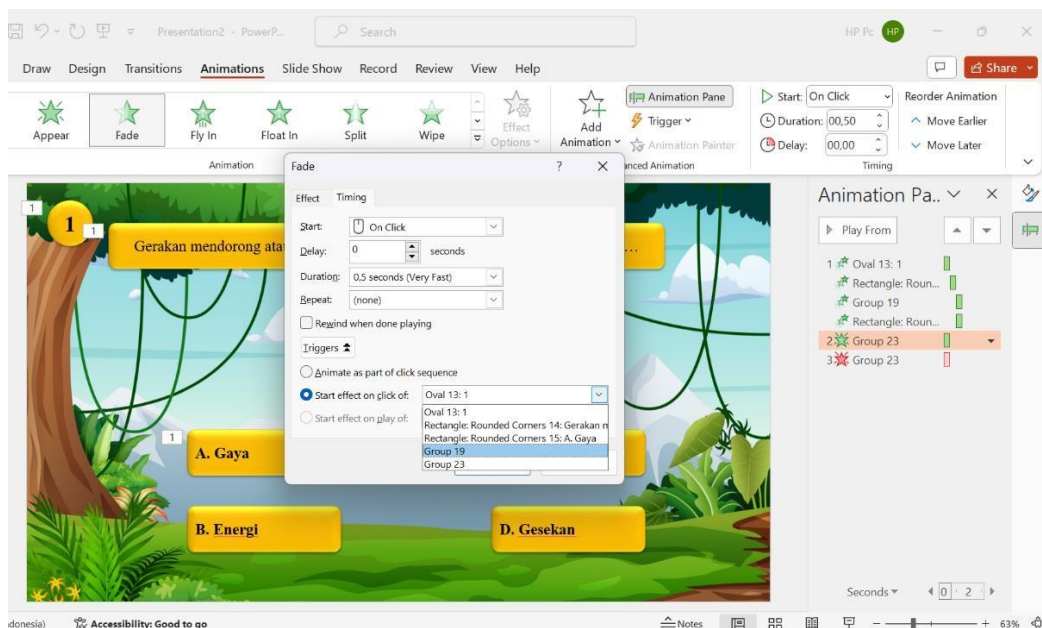 Presentation2 - PowerP...
Search
HP Pc HP
Draw Design Transitions Animations Slide Show Record Review View Help
Share
Appear Fade Fly In Float In Split Wipe
Effect Options
Add Animation
Animation Pane
Trigger
Animation Painter
Start: On Click
Duration: 00,50
Delay: 00,00
Reorder Animation
Move Earlier
Move Later
Animation
anced Animation
Timing
Fade ?
Effect Timing
Start: On Click
Delay: 0 seconds
Duration: 0,5 seconds (Very Fast)
Repeat: (none)
Rewind when done playing
Triggers
Animate as part of click sequence
Start effect on click of: Oval 13: 1
Start effect on play of:
Oval 13: 1
Rectangle: Rounded Corners 14: Gerakan m
Rectangle: Rounded Corners 15: A. Gaya
Group 19
Group 23
1
1
1
Gerakan mendorong atau
...
1
A. Gaya
B. Energi
D. Gesekan
Animation Pa..
Play From
1 Oval 13: 1
Rectangle: Roun...
Group 19
Rectangle: Roun...
2 Group 23
3 Group 23
Seconds 0 2
donesia) Accessibility: Good to go
Notes
63%